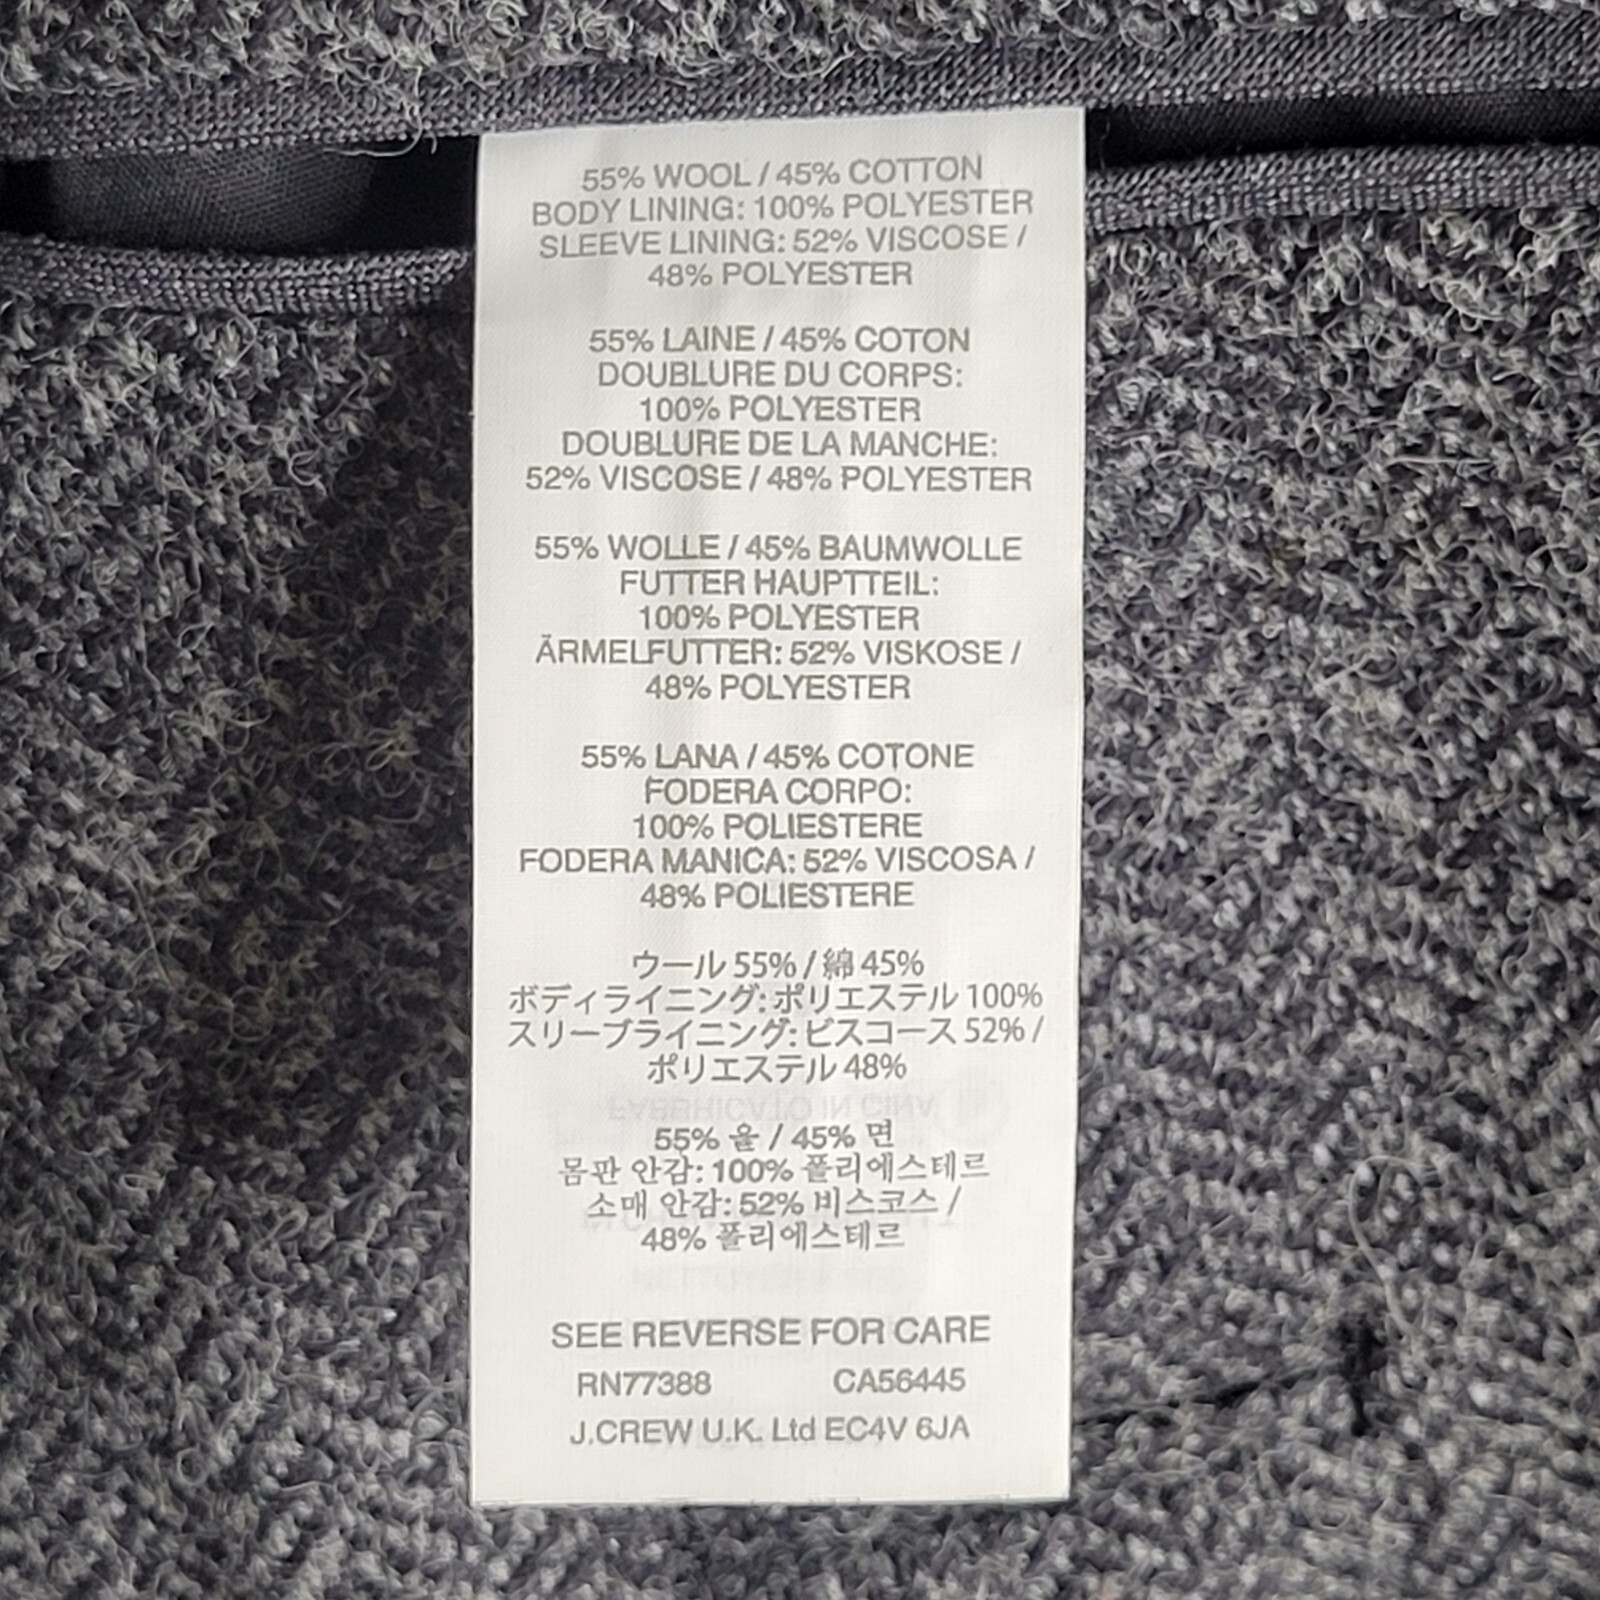 55% WOOL / 45% COTTON
BODY LINING: 100% POLYESTER
SLEEVE LINING: 52% VISCOSE /
48% POLYESTER
55% LAINE / 45% COTON
DOUBLURE DU CORPS:
100% POLYESTER
DOUBLURE DE LA MANCHE:
52% VISCOSE / 48% POLYESTER
55% WOLLE / 45% BAUMWOLLE
FUTTER HAUPTTEIL:
100% POLYESTER
ÄRMELFUTTER: 52% VISKOSE /
48% POLYESTER
55% LANA / 45% COTONE
FODERA CORPO:
100% POLIESTERE
FODERA MANICA: 52% VISCOSA /
48% POLIESTERE
ウール 55% / 綿 45%
ボディライニング: ポリエステル 100%
スリーブライニング: ビスコース 52% /
ポリエステル 48%
FABBRICATO IN CINA
55% 울 / 45% 면
몸판 안감: 100% 폴리에스테르
소매 안감: 52% 비스코스 /
48% 폴리에스테르
SEE REVERSE FOR CARE
RN77388 CA56445
J.CREW U.K. Ltd EC4V 6JA